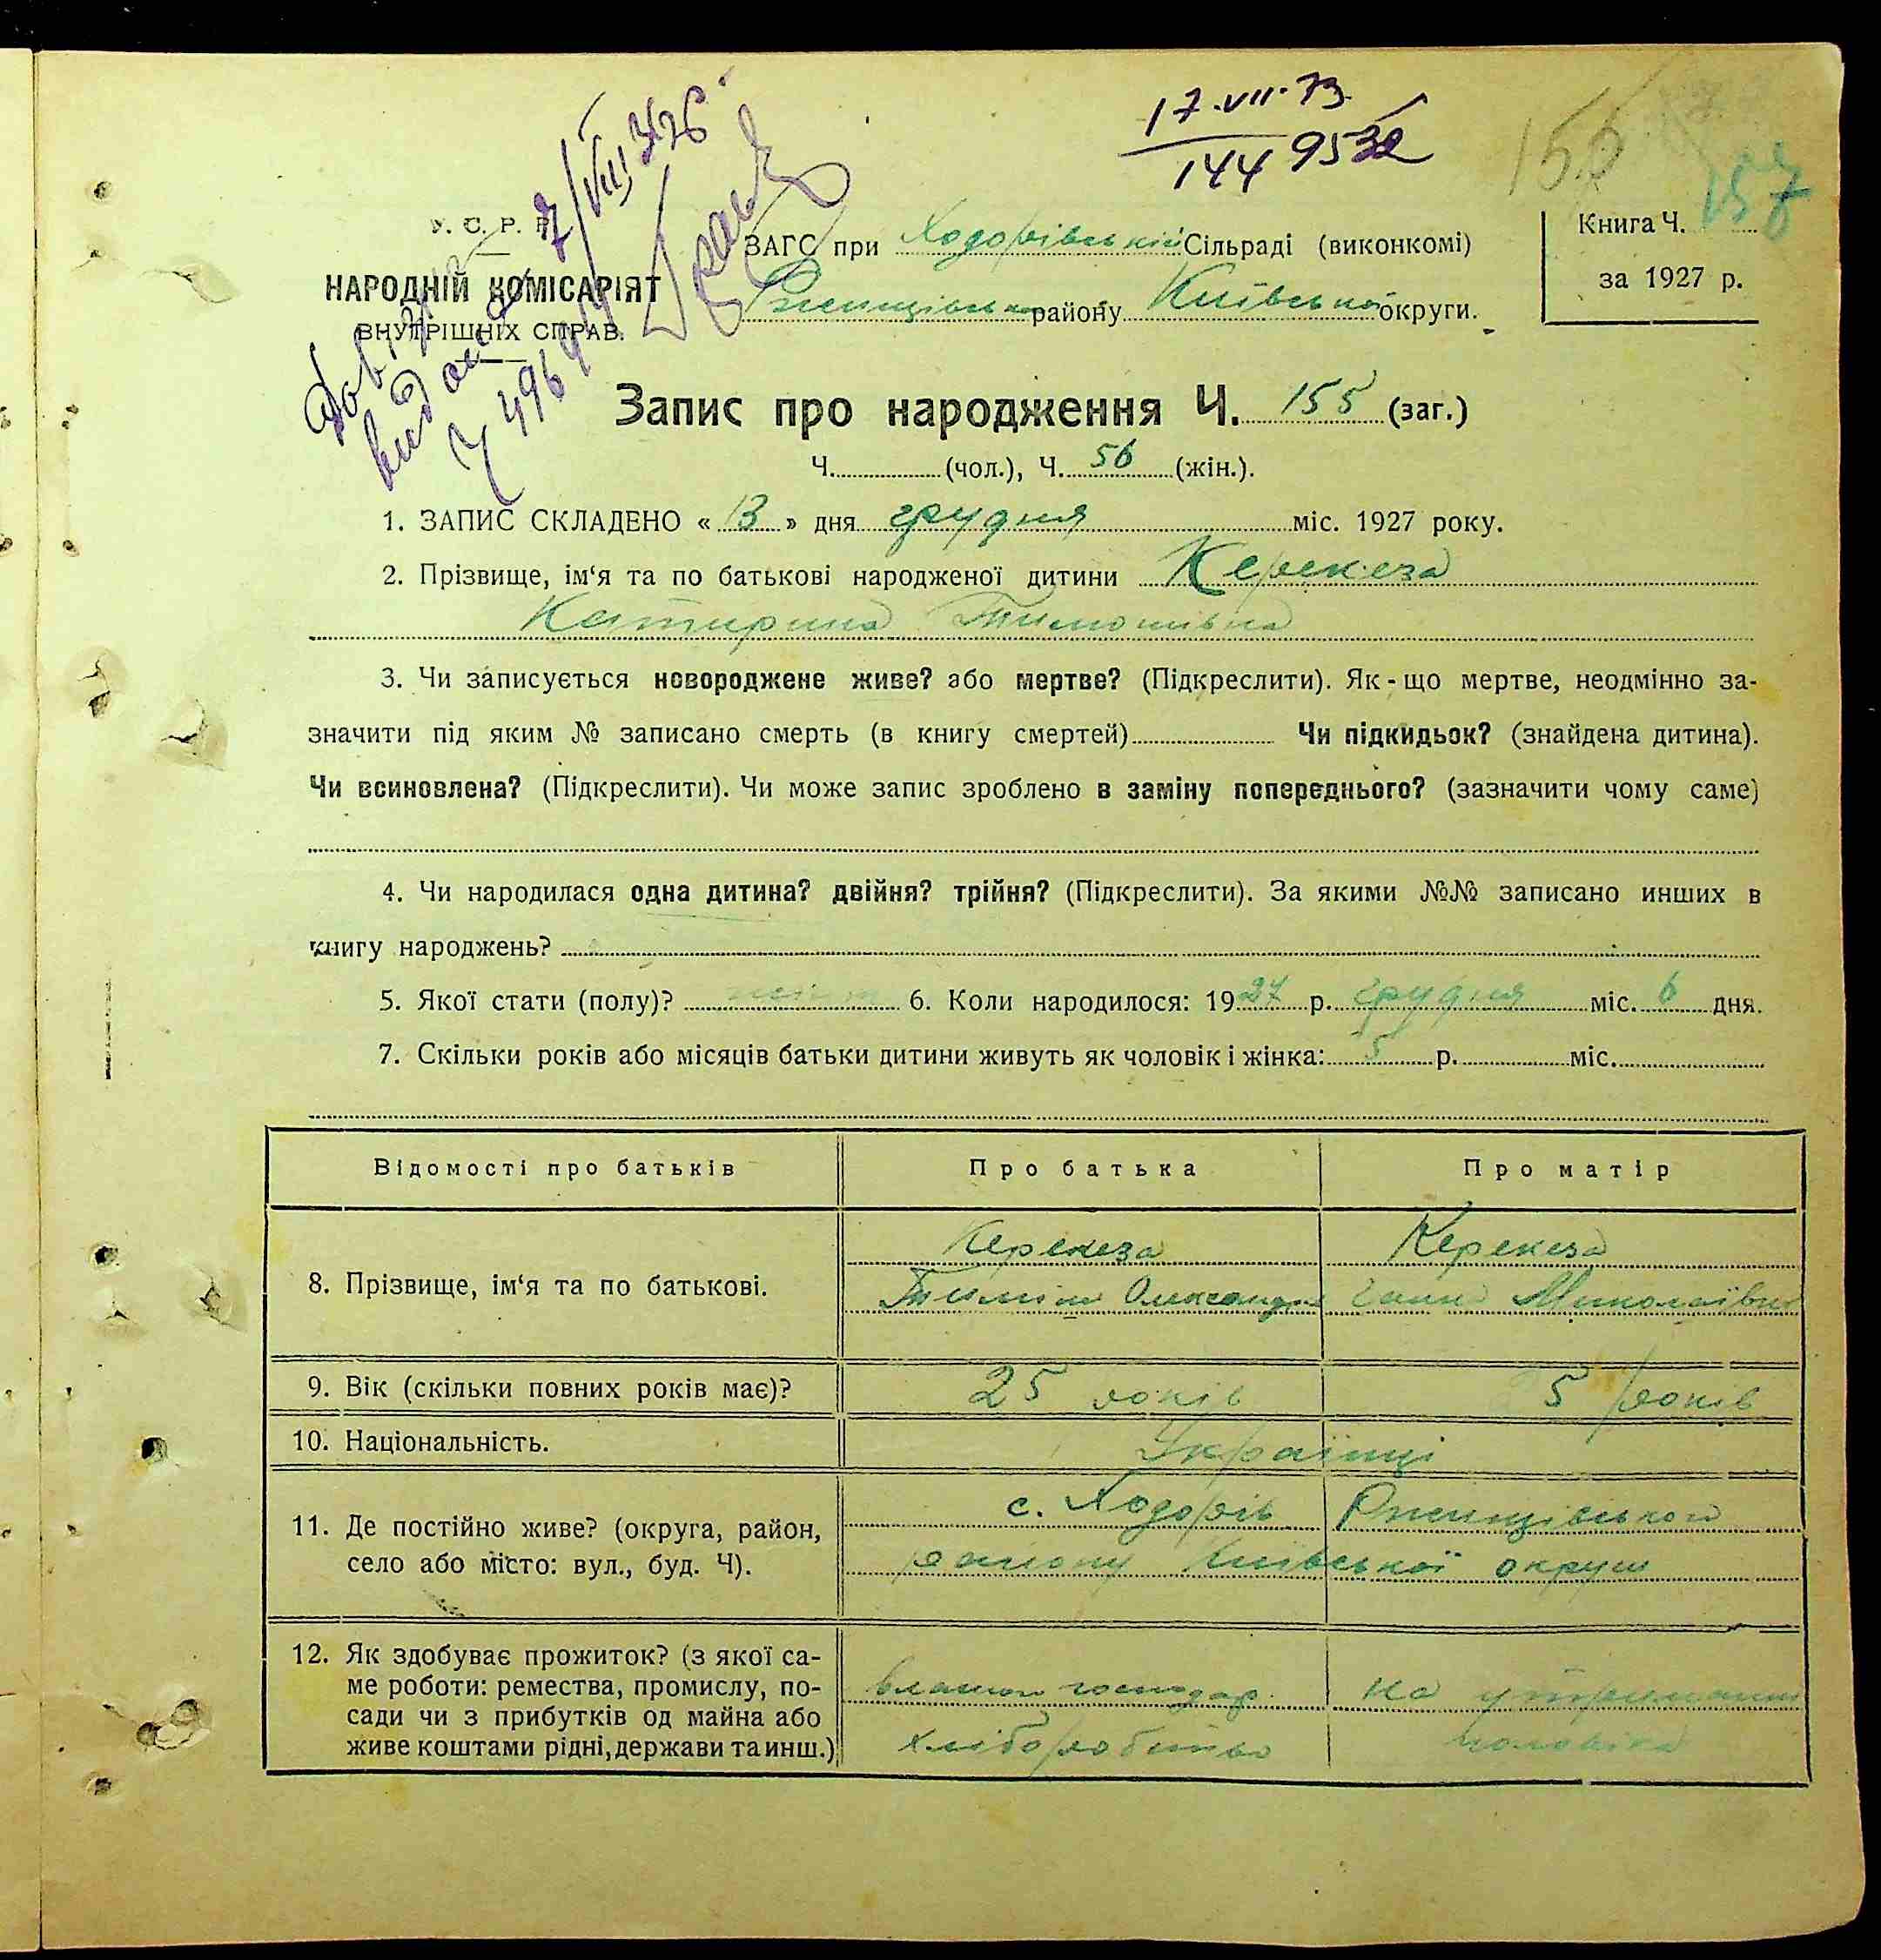 17.VII.73.
144 9532
156
157
У. С. Р. Р.
НАРОДНІЙ КОМІСАРІЯТ
ВНУТРІШНІХ СПРАВ.
ЗАГС при Ходорівській Сільраді (виконкомі)
Ржищівськ району Київської округи.
Книга Ч.
за 1927 р.
Запис про народження Ч. 155 (заг.)
Ч. (чол.), Ч. 56 (жін.).
1. ЗАПИС СКЛАДЕНО « 13 » дня грудня міс. 1927 року.
2. Прізвище, ім‘я та по батькові народженої дитини Керекеза
Катирина Тимошівна
3. Чи записується новороджене живе? або мертве? (Підкреслити). Як-що мертве, неодмінно за-
значити під яким № записано смерть (в книгу смертей) Чи підкидьок? (знайдена дитина).
Чи всиновлена? (Підкреслити). Чи може запис зроблено в заміну попереднього? (зазначити чому саме)
4. Чи народилася одна дитина? двійня? трійня? (Підкреслити). За якими №№ записано инших в
книгу народжень?
5. Якої стати (полу)? 6. Коли народилося: 1927 р. грудня міс. 6 дня.
7. Скільки років або місяців батьки дитини живуть як чоловік і жінка: 5 р. міс.
Відомості про батьків Про батька Про матір
8. Прізвище, ім‘я та по батькові.
Керекеза Керекеза
Тиміш Олександр Ганна Миколаївна
9. Вік (скільки повних років має)? 25 років 5 років
10. Національність. Українці
11. Де постійно живе? (округа, район,
село або місто: вул., буд. Ч).
с. Ходорів Ржищівського
району Київської округи
12. Як здобуває прожиток? (з якої са-
ме роботи: ремества, промислу, по-
сади чи з прибутків од майна або
живе коштами рідні, держави та инш.)
власн господар. на утриманні
хліборобство чоловіка